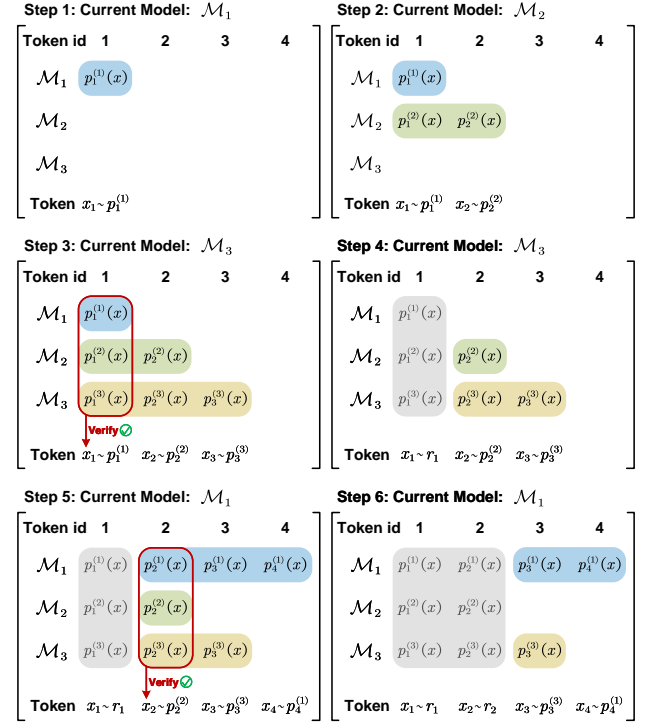 Step 1: Current Model: ℳ₁
Token id 1 2 3 4
ℳ₁ p₁⁽¹⁾(x)
ℳ₂
ℳ₃
Token x₁~p₁⁽¹⁾
Step 2: Current Model: ℳ₂
Token id 1 2 3 4
ℳ₁ p₁⁽¹⁾(x)
ℳ₂ p₁⁽²⁾(x) p₂⁽²⁾(x)
ℳ₃
Token x₁~p₁⁽¹⁾ x₂~p₂⁽²⁾
Step 3: Current Model: ℳ₃
Token id 1 2 3 4
ℳ₁ p₁⁽¹⁾(x)
ℳ₂ p₁⁽²⁾(x) p₂⁽²⁾(x)
ℳ₃ p₁⁽³⁾(x) p₂⁽³⁾(x) p₃⁽³⁾(x)
Verify
Token x₁~p₁⁽¹⁾ x₂~p₂⁽²⁾ x₃~p₃⁽³⁾
Step 4: Current Model: ℳ₃
Token id 1 2 3 4
ℳ₁ p₁⁽¹⁾(x)
ℳ₂ p₁⁽²⁾(x) p₂⁽²⁾(x)
ℳ₃ p₁⁽³⁾(x) p₂⁽³⁾(x) p₃⁽³⁾(x)
Token x₁~r₁ x₂~p₂⁽²⁾ x₃~p₃⁽³⁾
Step 5: Current Model: ℳ₁
Token id 1 2 3 4
ℳ₁ p₁⁽¹⁾(x) p₂⁽¹⁾(x) p₃⁽¹⁾(x) p₄⁽¹⁾(x)
ℳ₂ p₁⁽²⁾(x) p₂⁽²⁾(x)
ℳ₃ p₁⁽³⁾(x) p₂⁽³⁾(x) p₃⁽³⁾(x)
Verify
Token x₁~r₁ x₂~p₂⁽²⁾ x₃~p₃⁽³⁾ x₄~p₄⁽¹⁾
Step 6: Current Model: ℳ₁
Token id 1 2 3 4
ℳ₁ p₁⁽¹⁾(x) p₂⁽¹⁾(x) p₃⁽¹⁾(x) p₄⁽¹⁾(x)
ℳ₂ p₁⁽²⁾(x) p₂⁽²⁾(x)
ℳ₃ p₁⁽³⁾(x) p₂⁽³⁾(x) p₃⁽³⁾(x)
Token x₁~r₁ x₂~r₂ x₃~p₃⁽³⁾ x₄~p₄⁽¹⁾